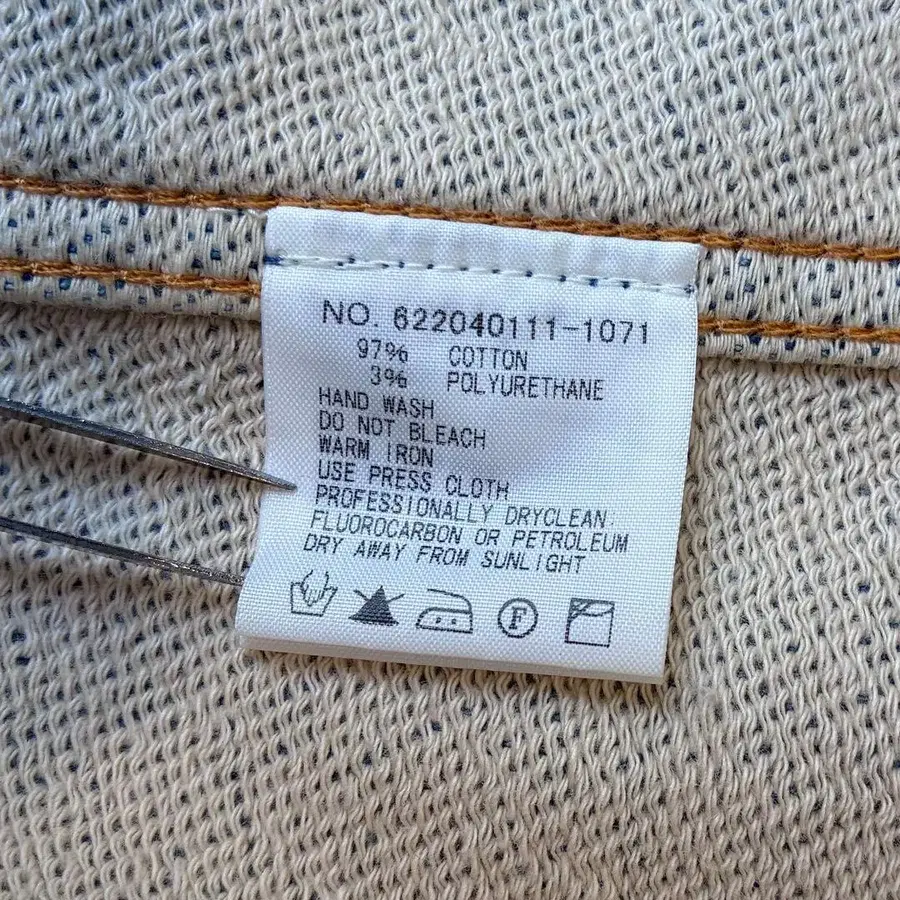 NO. 622040111-1071
97% COTTON
3% POLYURETHANE
HAND WASH
DO NOT BLEACH
WARM IRON
USE PRESS CLOTH
PROFESSIONALLY DRYCLEAN
FLUOROCARBON OR PETROLEUM
DRY AWAY FROM SUNLIGHT
F